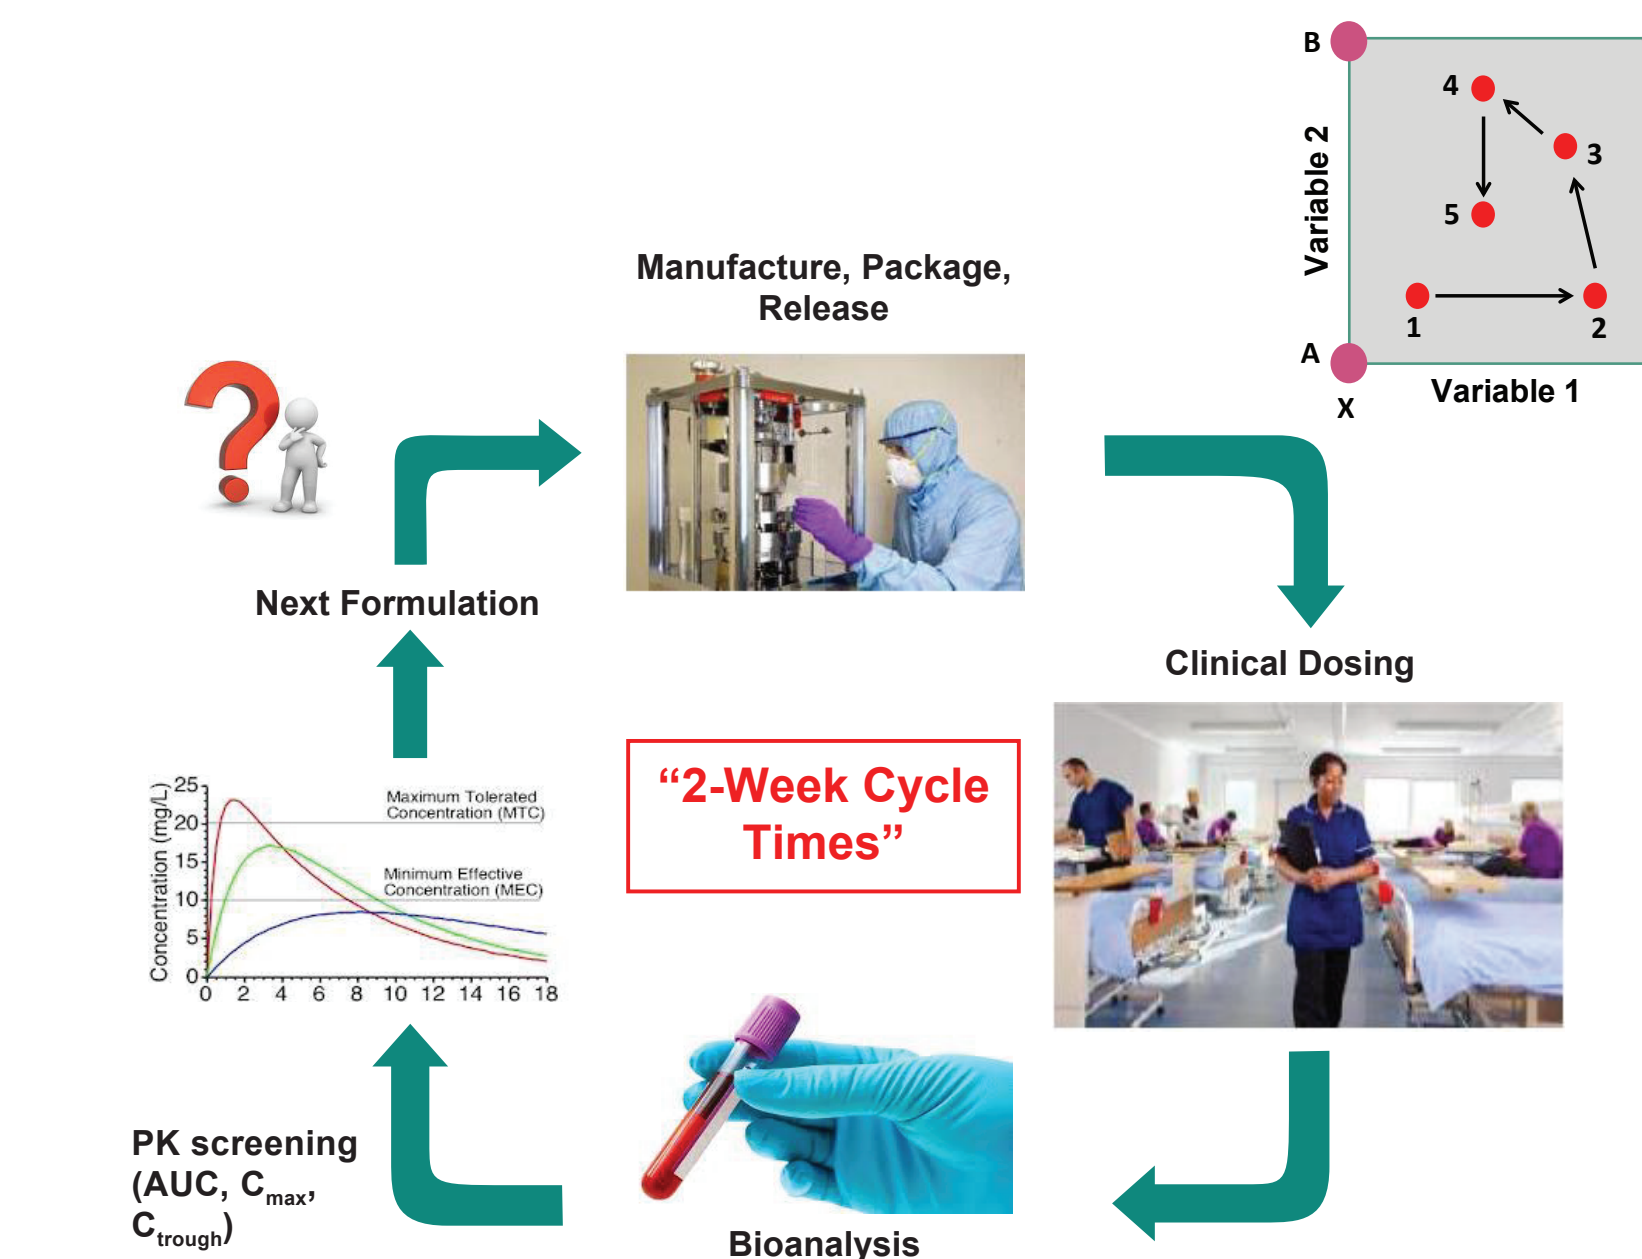 B
4
3
5
1
2
A
X
Variable 2
Variable 1
Manufacture, Package,
Release
Next Formulation
Clinical Dosing
“2-Week Cycle
Times”
25
20
15
10
5
0
Concentration (mg/L)
Maximum Tolerated
Concentration (MTC)
Minimum Effective
Concentration (MEC)
0 2 4 6 8 10 12 14 16 18
PK screening
(AUC, Cmax,
Ctrough)
Bioanalysis